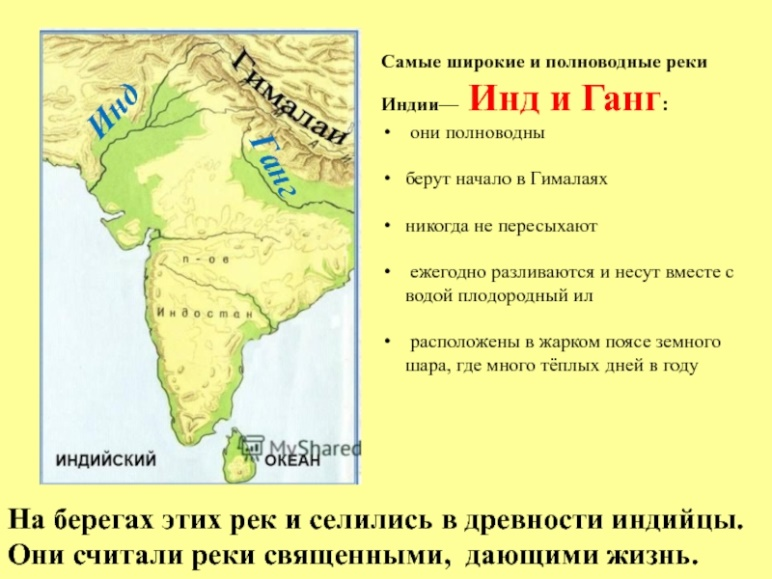 Инд
Гималаи
Ганг
п-ов
Индостан
ИНДИЙСКИЙ ОКЕАН
MyShared
Самые широкие и полноводные реки
Индии— Инд и Ганг:
• они полноводны
• берут начало в Гималаях
• никогда не пересыхают
• ежегодно разливаются и несут вместе с
водой плодородный ил
• расположены в жарком поясе земного
шара, где много тёплых дней в году
На берегах этих рек и селились в древности индийцы.
Они считали реки священными, дающими жизнь.